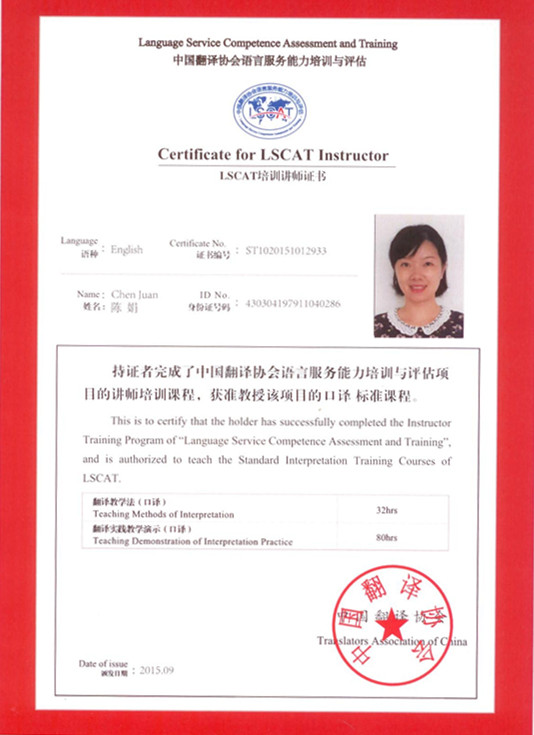 Language Service Competence Assessment and Training
中国翻译协会语言服务能力培训与评估
LSCAT
Certificate for LSCAT Instructor
LSCAT培训讲师证书
Language
语种 : English
Certificate No.
证书编号 : ST1020151012933
Name : Chen Juan
姓名 : 陈 娟
ID No.
身份证号码 : 430304197911040286
持证者完成了中国翻译协会语言服务能力培训与评估项
目的讲师培训课程，获准教授该项目的口译 标准课程。
This is to certify that the holder has successfully completed the Instructor
Training Program of “Language Service Competence Assessment and Training”,
and is authorized to teach the Standard Interpretation Training Courses of
LSCAT.
翻译教学法（口译）
Teaching Methods of Interpretation
32hrs
翻译实践教学演示（口译）
Teaching Demonstration of Interpretation Practice
80hrs
中国翻译协会
中国翻译协会
Translators Association of China
Date of issue
颁发日期 : 2015.09